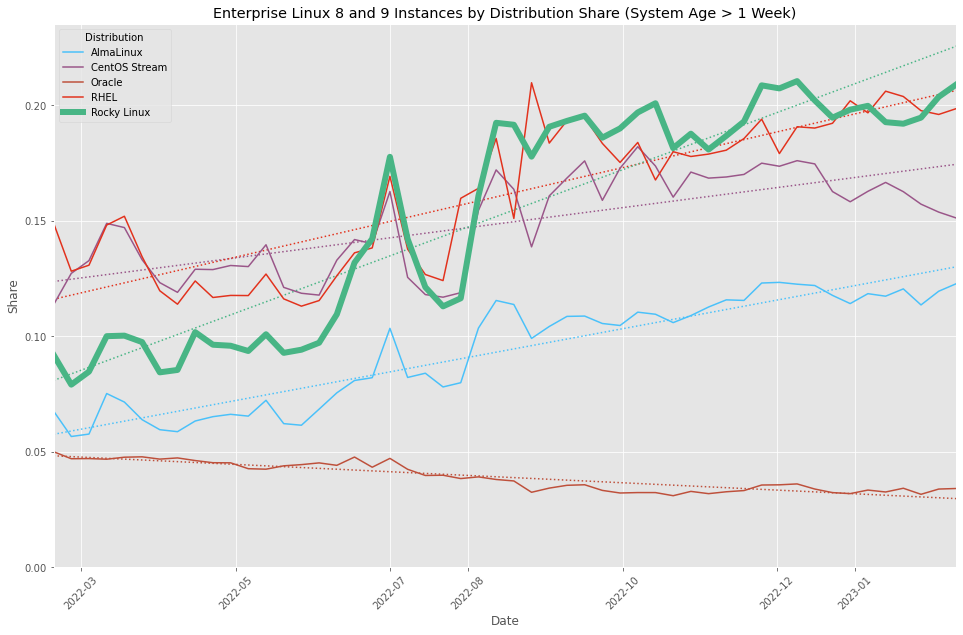 Enterprise Linux 8 and 9 Instances by Distribution Share (System Age > 1 Week)
Distribution
AlmaLinux
CentOS Stream
Oracle
RHEL
Rocky Linux
Share
0.20
0.15
0.10
0.05
0.00
2022-03
2022-05
2022-07
2022-08
2022-10
2022-12
2023-01
Date